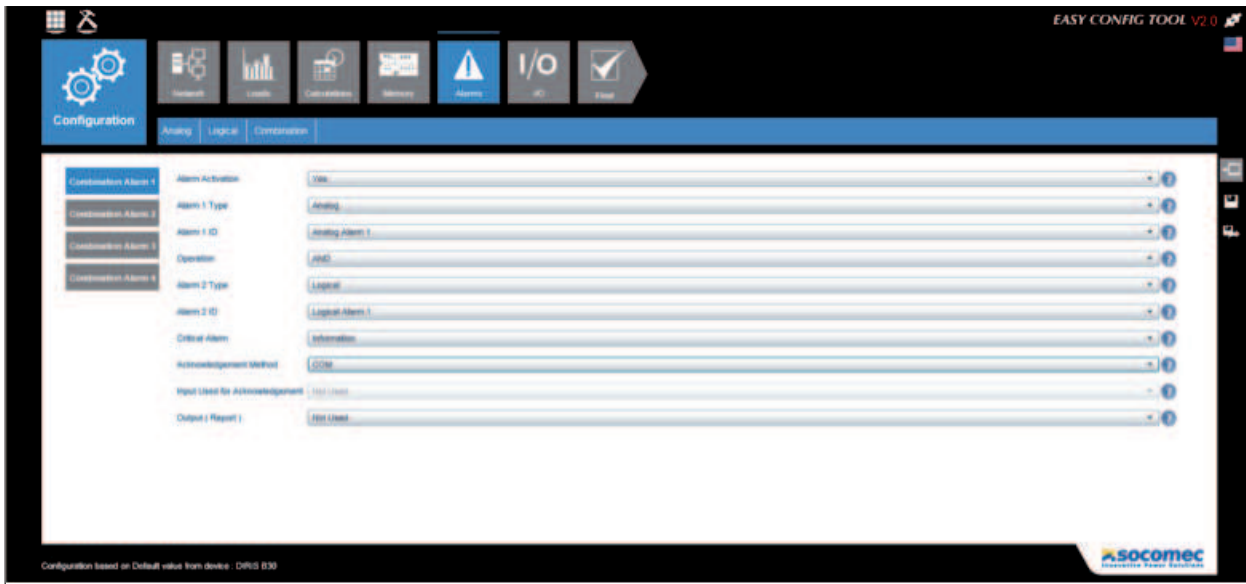 EASY CONFIG TOOL V2.0
Configuration
Network
Loads
Calculations
Memory
Alarms
I/O
I/O
Final
Analog
Logical
Combination
Combination Alarm 1
Combination Alarm 2
Combination Alarm 3
Combination Alarm 4
Alarm Activation
Yes
Alarm 1 Type
Analog
Alarm 1 ID
Analog Alarm 1
Operation
AND
Alarm 2 Type
Logical
Alarm 2 ID
Logical Alarm 1
Critical Alarm
Information
Acknowledgement Method
COM
Input Used for Acknowledgement
Not Used
Output ( Report )
Not Used
Configuration based on Default value from device : DIRIS B30
socomec
Innovative Power Solutions